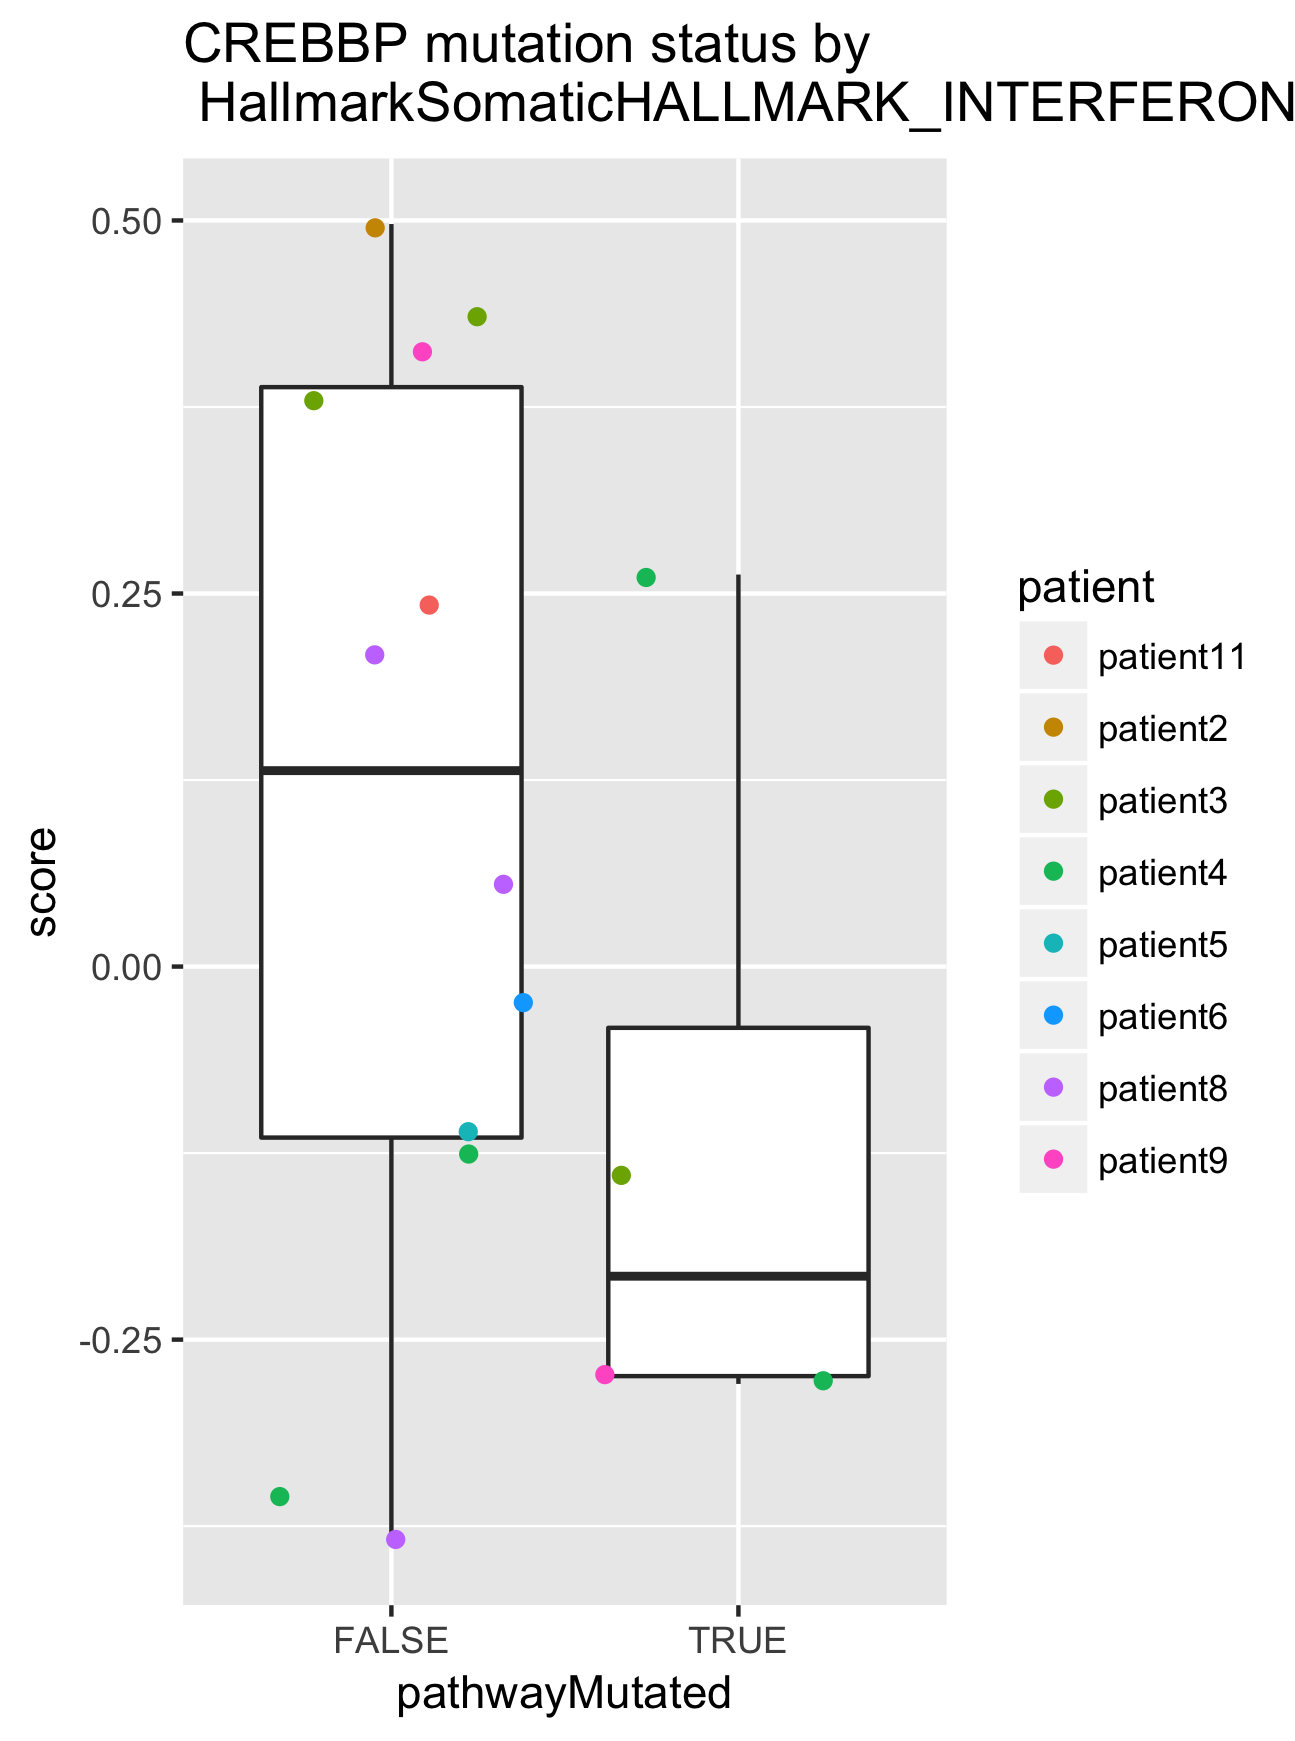 CREBBP mutation status by
HallmarkSomaticHALLMARK_INTERFERON
0.50
0.25
0.00
-0.25
score
FALSE
TRUE
pathwayMutated
patient
patient11
patient2
patient3
patient4
patient5
patient6
patient8
patient9